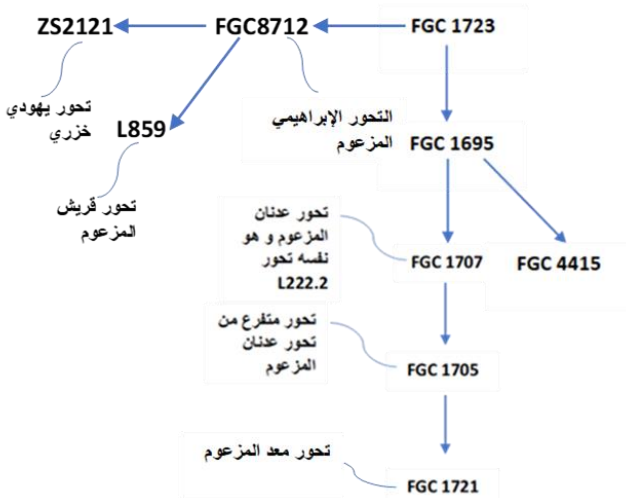 ZS2121
FGC8712
FGC 1723
تحور يهودي
خزري
L859
التحور الإبراهيمي
المزعوم
FGC 1695
تحور قريش
المزعوم
تحور عدنان
المزعوم و هو
نفسه تحور
L222.2
FGC 1707
FGC 4415
تحور متفرع من
تحور عدنان
المزعوم
FGC 1705
تحور معد المزعوم
FGC 1721